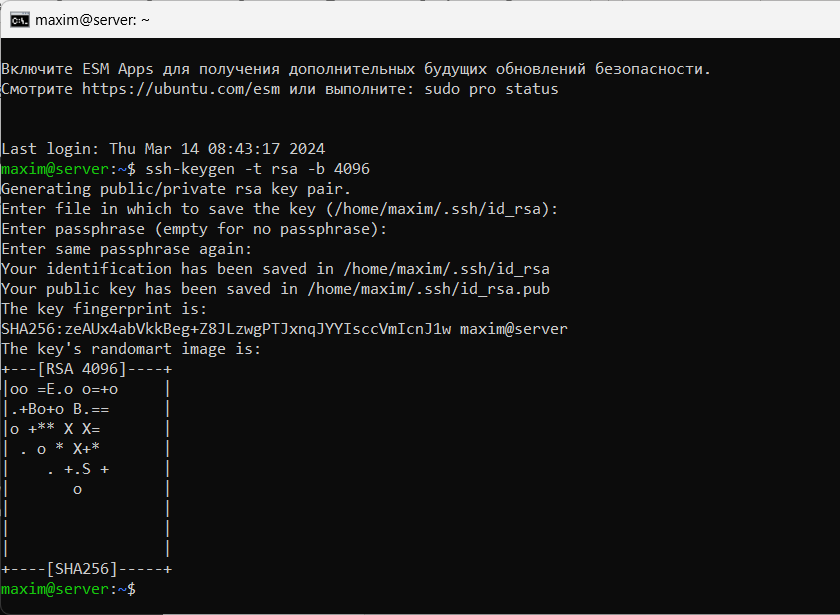 maxim@server: ~
Включите ESM Apps для получения дополнительных будущих обновлений безопасности.
Смотрите https://ubuntu.com/esm или выполните: sudo pro status
Last login: Thu Mar 14 08:43:17 2024
maxim@server:~$ ssh-keygen -t rsa -b 4096
Generating public/private rsa key pair.
Enter file in which to save the key (/home/maxim/.ssh/id_rsa):
Enter passphrase (empty for no passphrase):
Enter same passphrase again:
Your identification has been saved in /home/maxim/.ssh/id_rsa
Your public key has been saved in /home/maxim/.ssh/id_rsa.pub
The key fingerprint is:
SHA256:zeAUx4abVkkBeg+Z8JLzwgPTJxnqJYYIsccVmIcnJ1w maxim@server
The key's randomart image is:
+---[RSA 4096]----+
|oo =E.o o=+o     |
|.+Bo+o B.==      |
|o +** X X=       |
| . o * X+*       |
|    . +.S +      |
|       o         |
|                 |
|                 |
|                 |
+----[SHA256]-----+
maxim@server:~$